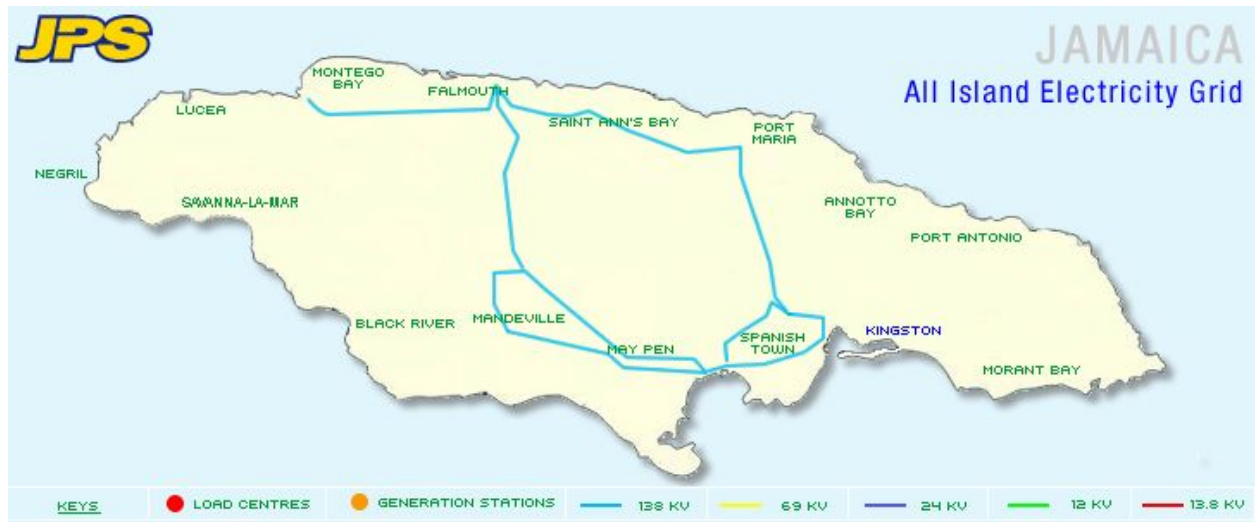 JPS
JAMAICA
All Island Electricity Grid
MONTEGO
BAY
FALMOUTH
LUCEA
SAINT ANN'S BAY
PORT
MARIA
NEGRIL
SAVANNA-LA-MAR
ANNOTTO
BAY
PORT ANTONIO
BLACK RIVER
MANDEVILLE
MAY PEN
SPANISH
TOWN
KINGSTON
MORANT BAY
KEYS
LOAD CENTRES
GENERATION STATIONS
138 KV
69 KV
24 KV
12 KV
13.8 KV